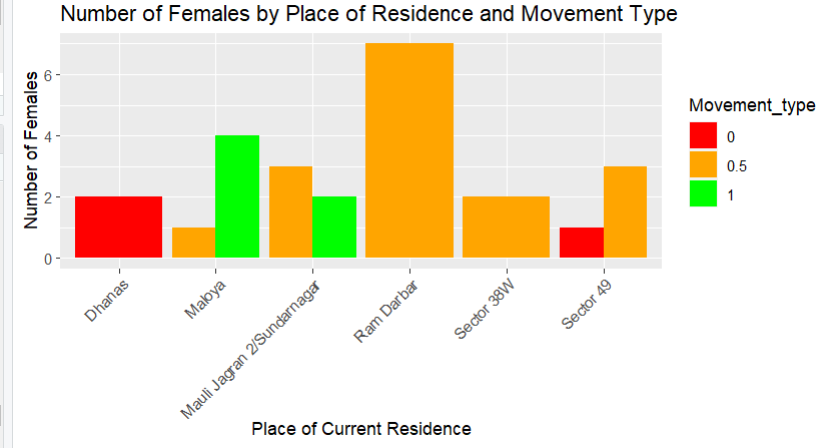 Number of Females by Place of Residence and Movement Type
Number of Females
6
4
2
0
Dhanas
Maloya
Mauli Jagran 2/Sundarnagar
Ram Darbar
Sector 38W
Sector 49
Place of Current Residence
Movement_type
0
0.5
1